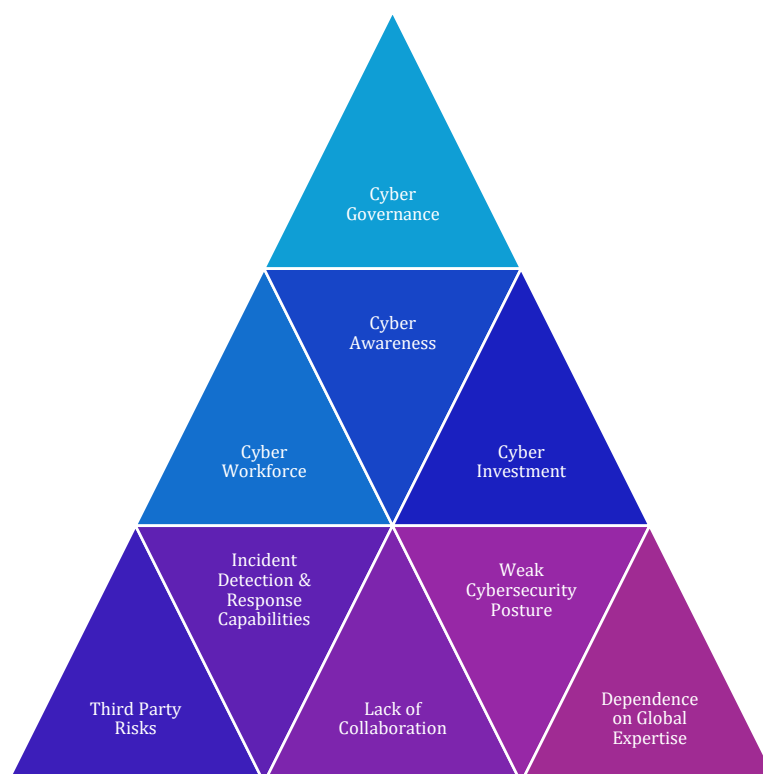 Cyber
Governance
Cyber
Awareness
Cyber
Workforce
Cyber
Investment
Incident
Detection &
Response
Capabilities
Weak
Cybersecurity
Posture
Third Party
Risks
Lack of
Collaboration
Dependence
on Global
Expertise